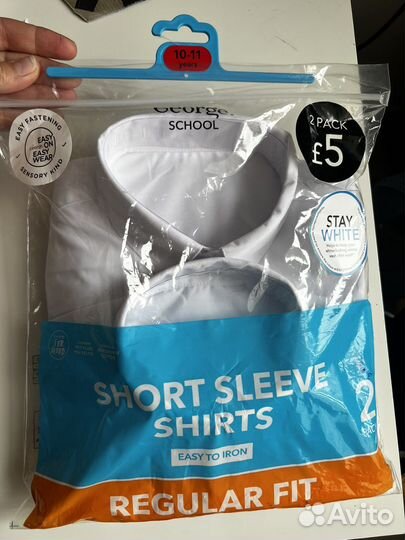 10-11
years
George.
SCHOOL
2 PACK
£5
EASY FASTENING
EASY ON
EASY WEAR
SENSORY KIND
STAY
WHITE
SHORT SLEEVE
SHIRTS
2
PACK
EASY TO IRON
REGULAR FIT
Avito